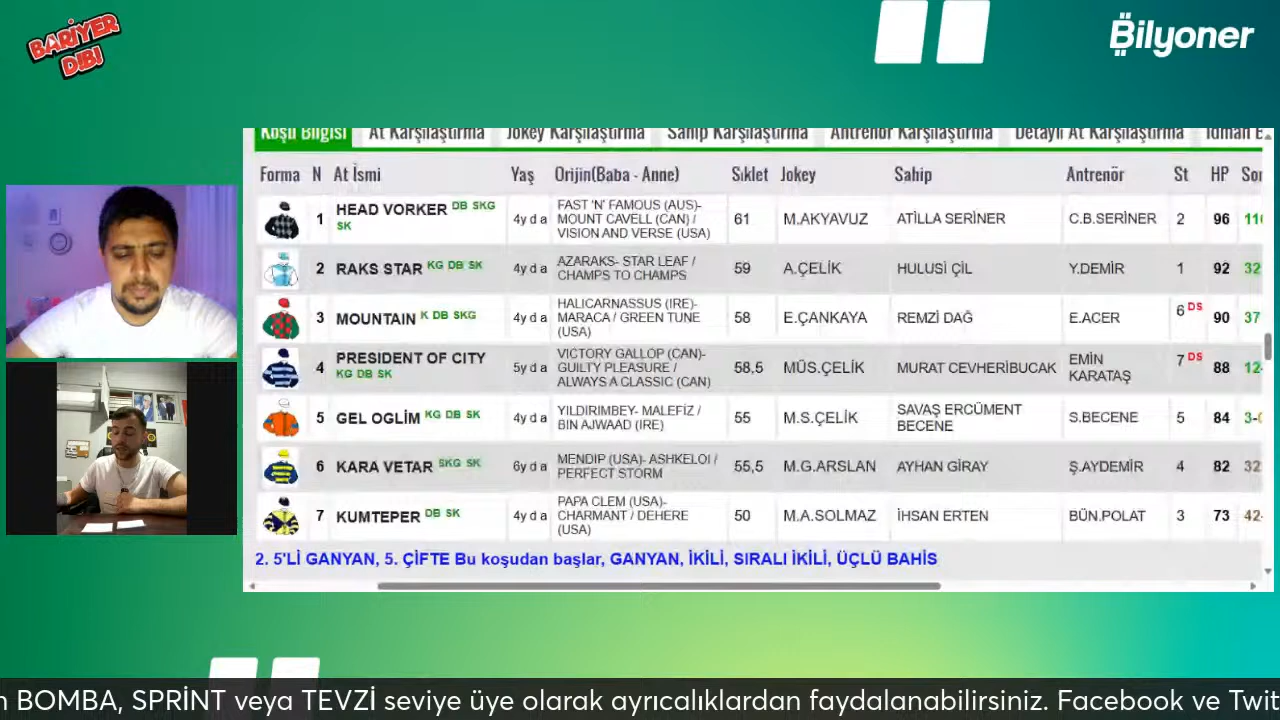 BARİYER
DİBİ
Bilyoner
Koşu Bilgisi At Karşılaştırma Jokey Karşılaştırma Sahip Karşılaştırma Antrenör Karşılaştırma Detaylı At Karşılaştırma İdman B
Forma N At İsmi Yaş Orijin(Baba - Anne) Sıklet Jokey Sahip Antrenör St HP Son
1 HEAD VORKER DB SKG SK 4y d a FAST 'N' FAMOUS (AUS)- MOUNT CAVELL (CAN) / VISION AND VERSE (USA) 61 M.AKYAVUZ ATİLLA SERİNER C.B.SERİNER 2 96 110
2 RAKS STAR KG DB SK 4y d a AZARAKS- STAR LEAF / CHAMPS TO CHAMPS 59 A.ÇELİK HULUSİ ÇİL Y.DEMİR 1 92 32
3 MOUNTAIN K DB SKG 4y d a HALICARNASSUS (IRE)- MARACA / GREEN TUNE (USA) 58 E.ÇANKAYA REMZİ DAĞ E.ACER 6 DS 90 37
4 PRESIDENT OF CITY KG DB SK 5y d a VICTORY GALLOP (CAN)- GUILTY PLEASURE / ALWAYS A CLASSIC (CAN) 58,5 MÜS.ÇELİK MURAT CEVHERİBUCAK EMİN KARATAŞ 7 DS 88 12-
5 GEL OGLİM KG DB SK 4y d a YILDIRIMBEY- MALEFİZ / BIN AJWAAD (IRE) 55 M.S.ÇELİK SAVAŞ ERCÜMENT BECENE S.BECENE 5 84 3-0
6 KARA VETAR SKG SK 6y d a MENDIP (USA)- ASHKELOI / PERFECT STORM 55,5 M.G.ARSLAN AYHAN GİRAY Ş.AYDEMİR 4 82 32
7 KUMTEPER DB SK 4y d a PAPA CLEM (USA)- CHARMANT / DEHERE (USA) 50 M.A.SOLMAZ İHSAN ERTEN BÜN.POLAT 3 73 42-
2. 5'Lİ GANYAN, 5. ÇİFTE Bu koşudan başlar, GANYAN, İKİLİ, SIRALI İKİLİ, ÜÇLÜ BAHİS
n BOMBA, SPRİNT veya TEVZİ seviye üye olarak ayrıcalıklardan faydalanabilirsiniz. Facebook ve Twit